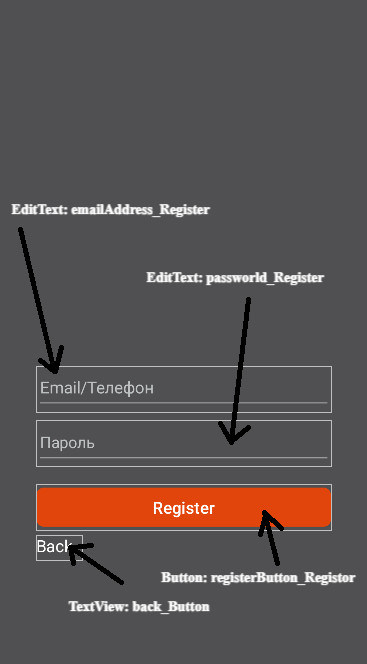 EditText: emailAddress_Register
EditText: passworld_Register
Email/Телефон
Пароль
Register
Back
Button: registerButton_Registor
TextView: back_Button